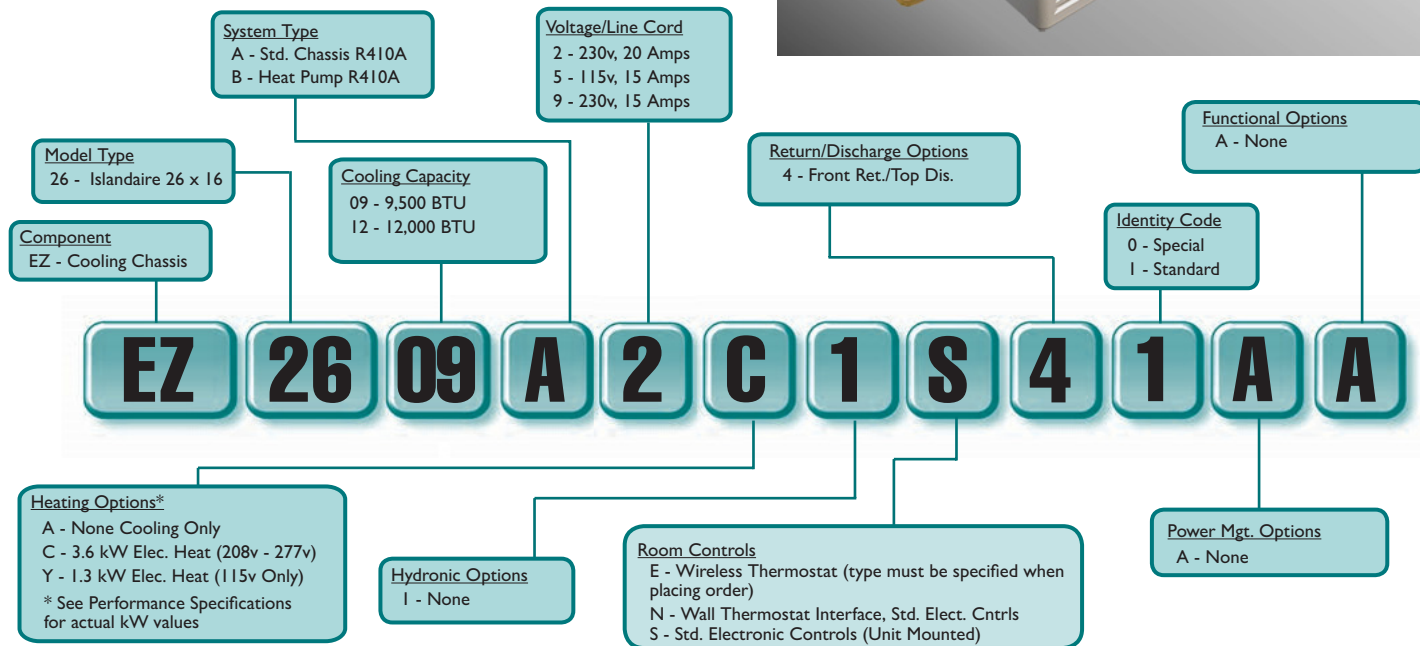 System Type
A - Std. Chassis R410A
B - Heat Pump R410A
Voltage/Line Cord
2 - 230v, 20 Amps
5 - 115v, 15 Amps
9 - 230v, 15 Amps
Functional Options
A - None
Model Type
26 - Islandaire 26 x 16
Cooling Capacity
09 - 9,500 BTU
12 - 12,000 BTU
Return/Discharge Options
4 - Front Ret./Top Dis.
Identity Code
0 - Special
1 - Standard
Component
EZ - Cooling Chassis
EZ 26 09 A 2 C 1 S 4 1 A A
Heating Options*
A - None Cooling Only
C - 3.6 kW Elec. Heat (208v - 277v)
Y - 1.3 kW Elec. Heat (115v Only)
* See Performance Specifications
for actual kW values
Hydronic Options
1 - None
Room Controls
E - Wireless Thermostat (type must be specified when
placing order)
N - Wall Thermostat Interface, Std. Elect. Cntrls
S - Std. Electronic Controls (Unit Mounted)
Power Mgt. Options
A - None